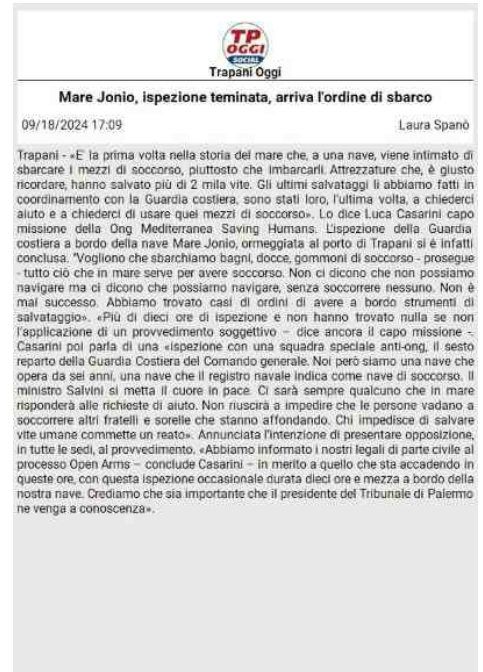 TP
OGGI
SOCIAL
Trapani Oggi
Mare Jonio, ispezione teminata, arriva l'ordine di sbarco
09/18/2024 17:09
Laura Spanò
Trapani - «E' la prima volta nella storia del mare che, a una nave, viene intimato di
sbarcare i mezzi di soccorso, piuttosto che imbarcarli. Attrezzature che, è giusto
ricordare, hanno salvato più di 2 mila vite. Gli ultimi salvataggi li abbiamo fatti in
coordinamento con la Guardia costiera, sono stati loro, l'ultima volta, a chiederci
aiuto e a chiederci di usare quei mezzi di soccorso». Lo dice Luca Casarini capo
missione della Ong Mediterranea Saving Humans. L'ispezione della Guardia
costiera a bordo della nave Mare Jonio, ormeggiata al porto di Trapani si è infatti
conclusa. "Vogliono che sbarchiamo bagni, docce, gommoni di soccorso - prosegue
- tutto ciò che in mare serve per avere soccorso. Non ci dicono che non possiamo
navigare ma ci dicono che possiamo navigare, senza soccorrere nessuno. Non è
mai successo. Abbiamo trovato casi di ordini di avere a bordo strumenti di
salvataggio». «Più di dieci ore di ispezione e non hanno trovato nulla se non
l'applicazione di un provvedimento soggettivo – dice ancora il capo missione -.
Casarini poi parla di una «ispezione con una squadra speciale anti-ong, il sesto
reparto della Guardia Costiera del Comando generale. Noi però siamo una nave che
opera da sei anni, una nave che il registro navale indica come nave di soccorso. Il
ministro Salvini si metta il cuore in pace. Ci sarà sempre qualcuno che in mare
risponderà alle richieste di aiuto. Non riuscirà a impedire che le persone vadano a
soccorrere altri fratelli e sorelle che stanno affondando. Chi impedisce di salvare
vite umane commette un reato». Annunciata l'intenzione di presentare opposizione,
in tutte le sedi, al provvedimento. «Abbiamo informato i nostri legali di parte civile al
processo Open Arms – conclude Casarini – in merito a quello che sta accadendo in
queste ore, con questa ispezione occasionale durata dieci ore e mezza a bordo della
nostra nave. Crediamo che sia importante che il presidente del Tribunale di Palermo
ne venga a conoscenza».